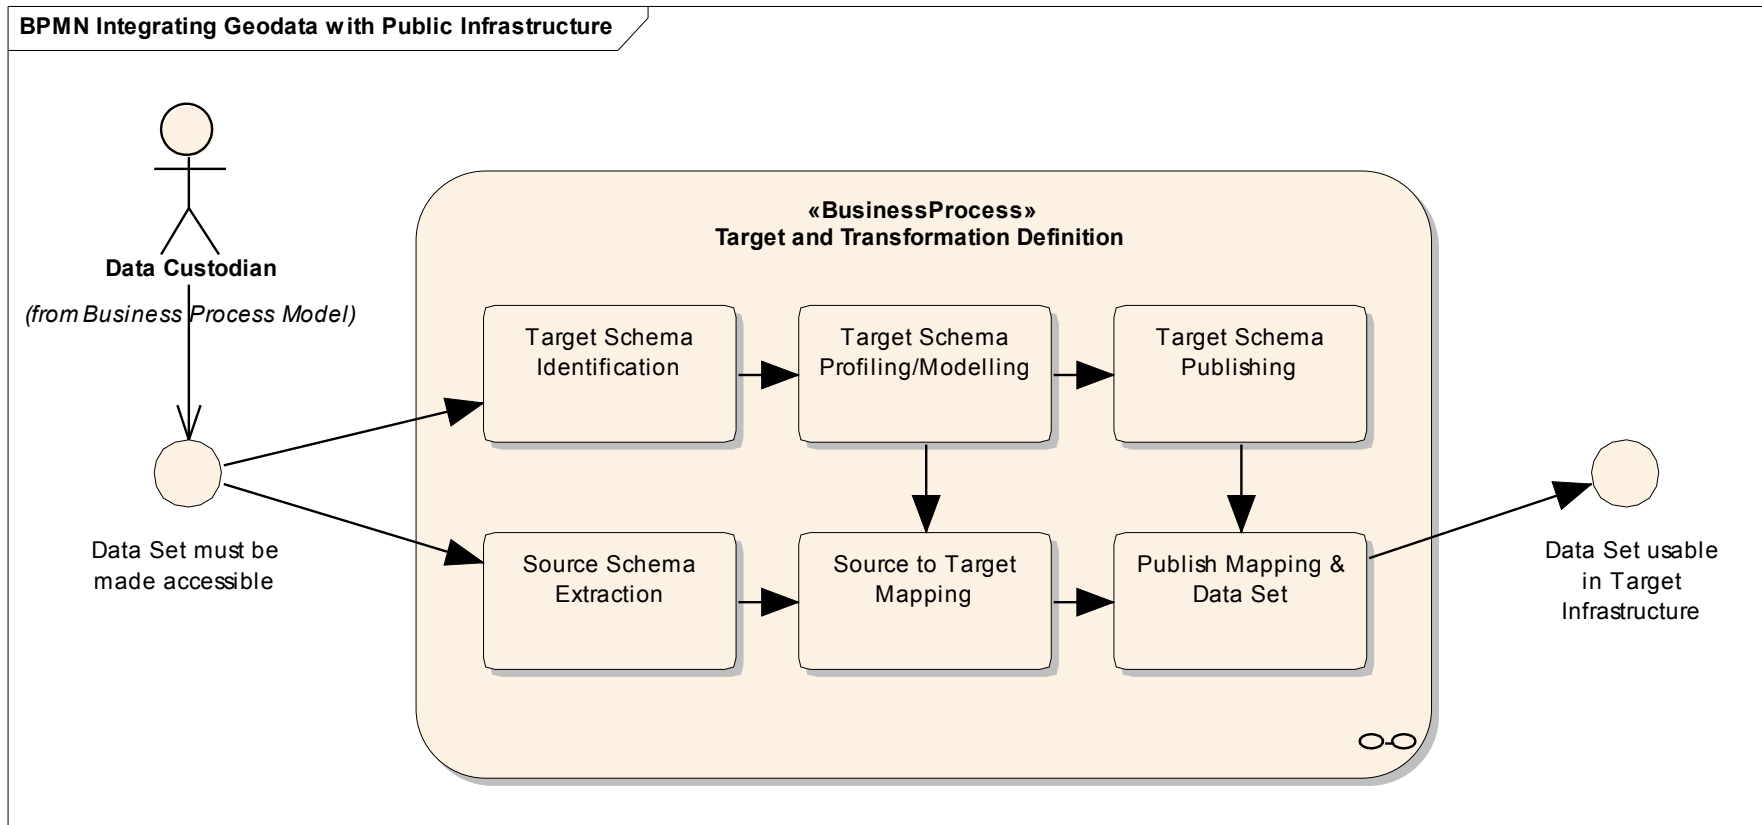 BPMN Integrating Geodata with Public Infrastructure
Data Custodian
(from Business Process Model)
Data Set must be
made accessible
«BusinessProcess»
Target and Transformation Definition
Target Schema
Identification
Target Schema
Profiling/Modelling
Target Schema
Publishing
Source Schema
Extraction
Source to Target
Mapping
Publish Mapping &
Data Set
Data Set usable
in Target
Infrastructure